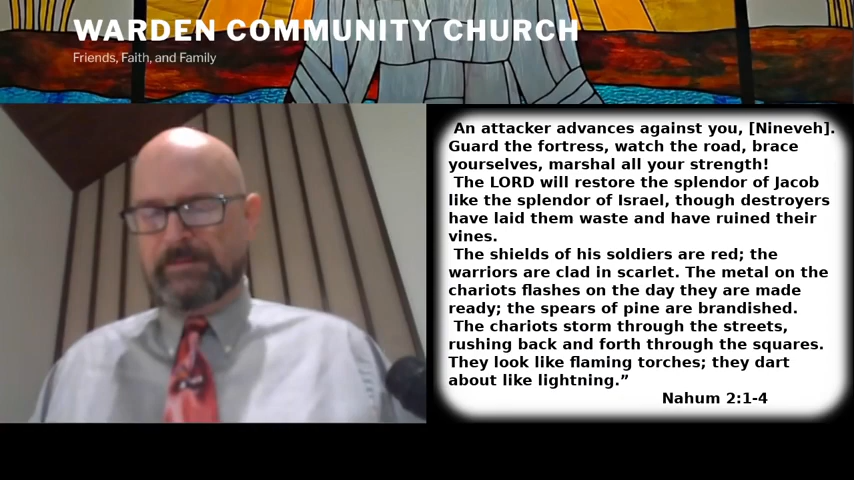 WARDEN COMMUNITY CHURCH
Friends, Faith, and Family
An attacker advances against you, [Nineveh].
Guard the fortress, watch the road, brace
yourselves, marshal all your strength!
The LORD will restore the splendor of Jacob
like the splendor of Israel, though destroyers
have laid them waste and have ruined their
vines.
The shields of his soldiers are red; the
warriors are clad in scarlet. The metal on the
chariots flashes on the day they are made
ready; the spears of pine are brandished.
The chariots storm through the streets,
rushing back and forth through the squares.
They look like flaming torches; they dart
about like lightning.”
Nahum 2:1-4